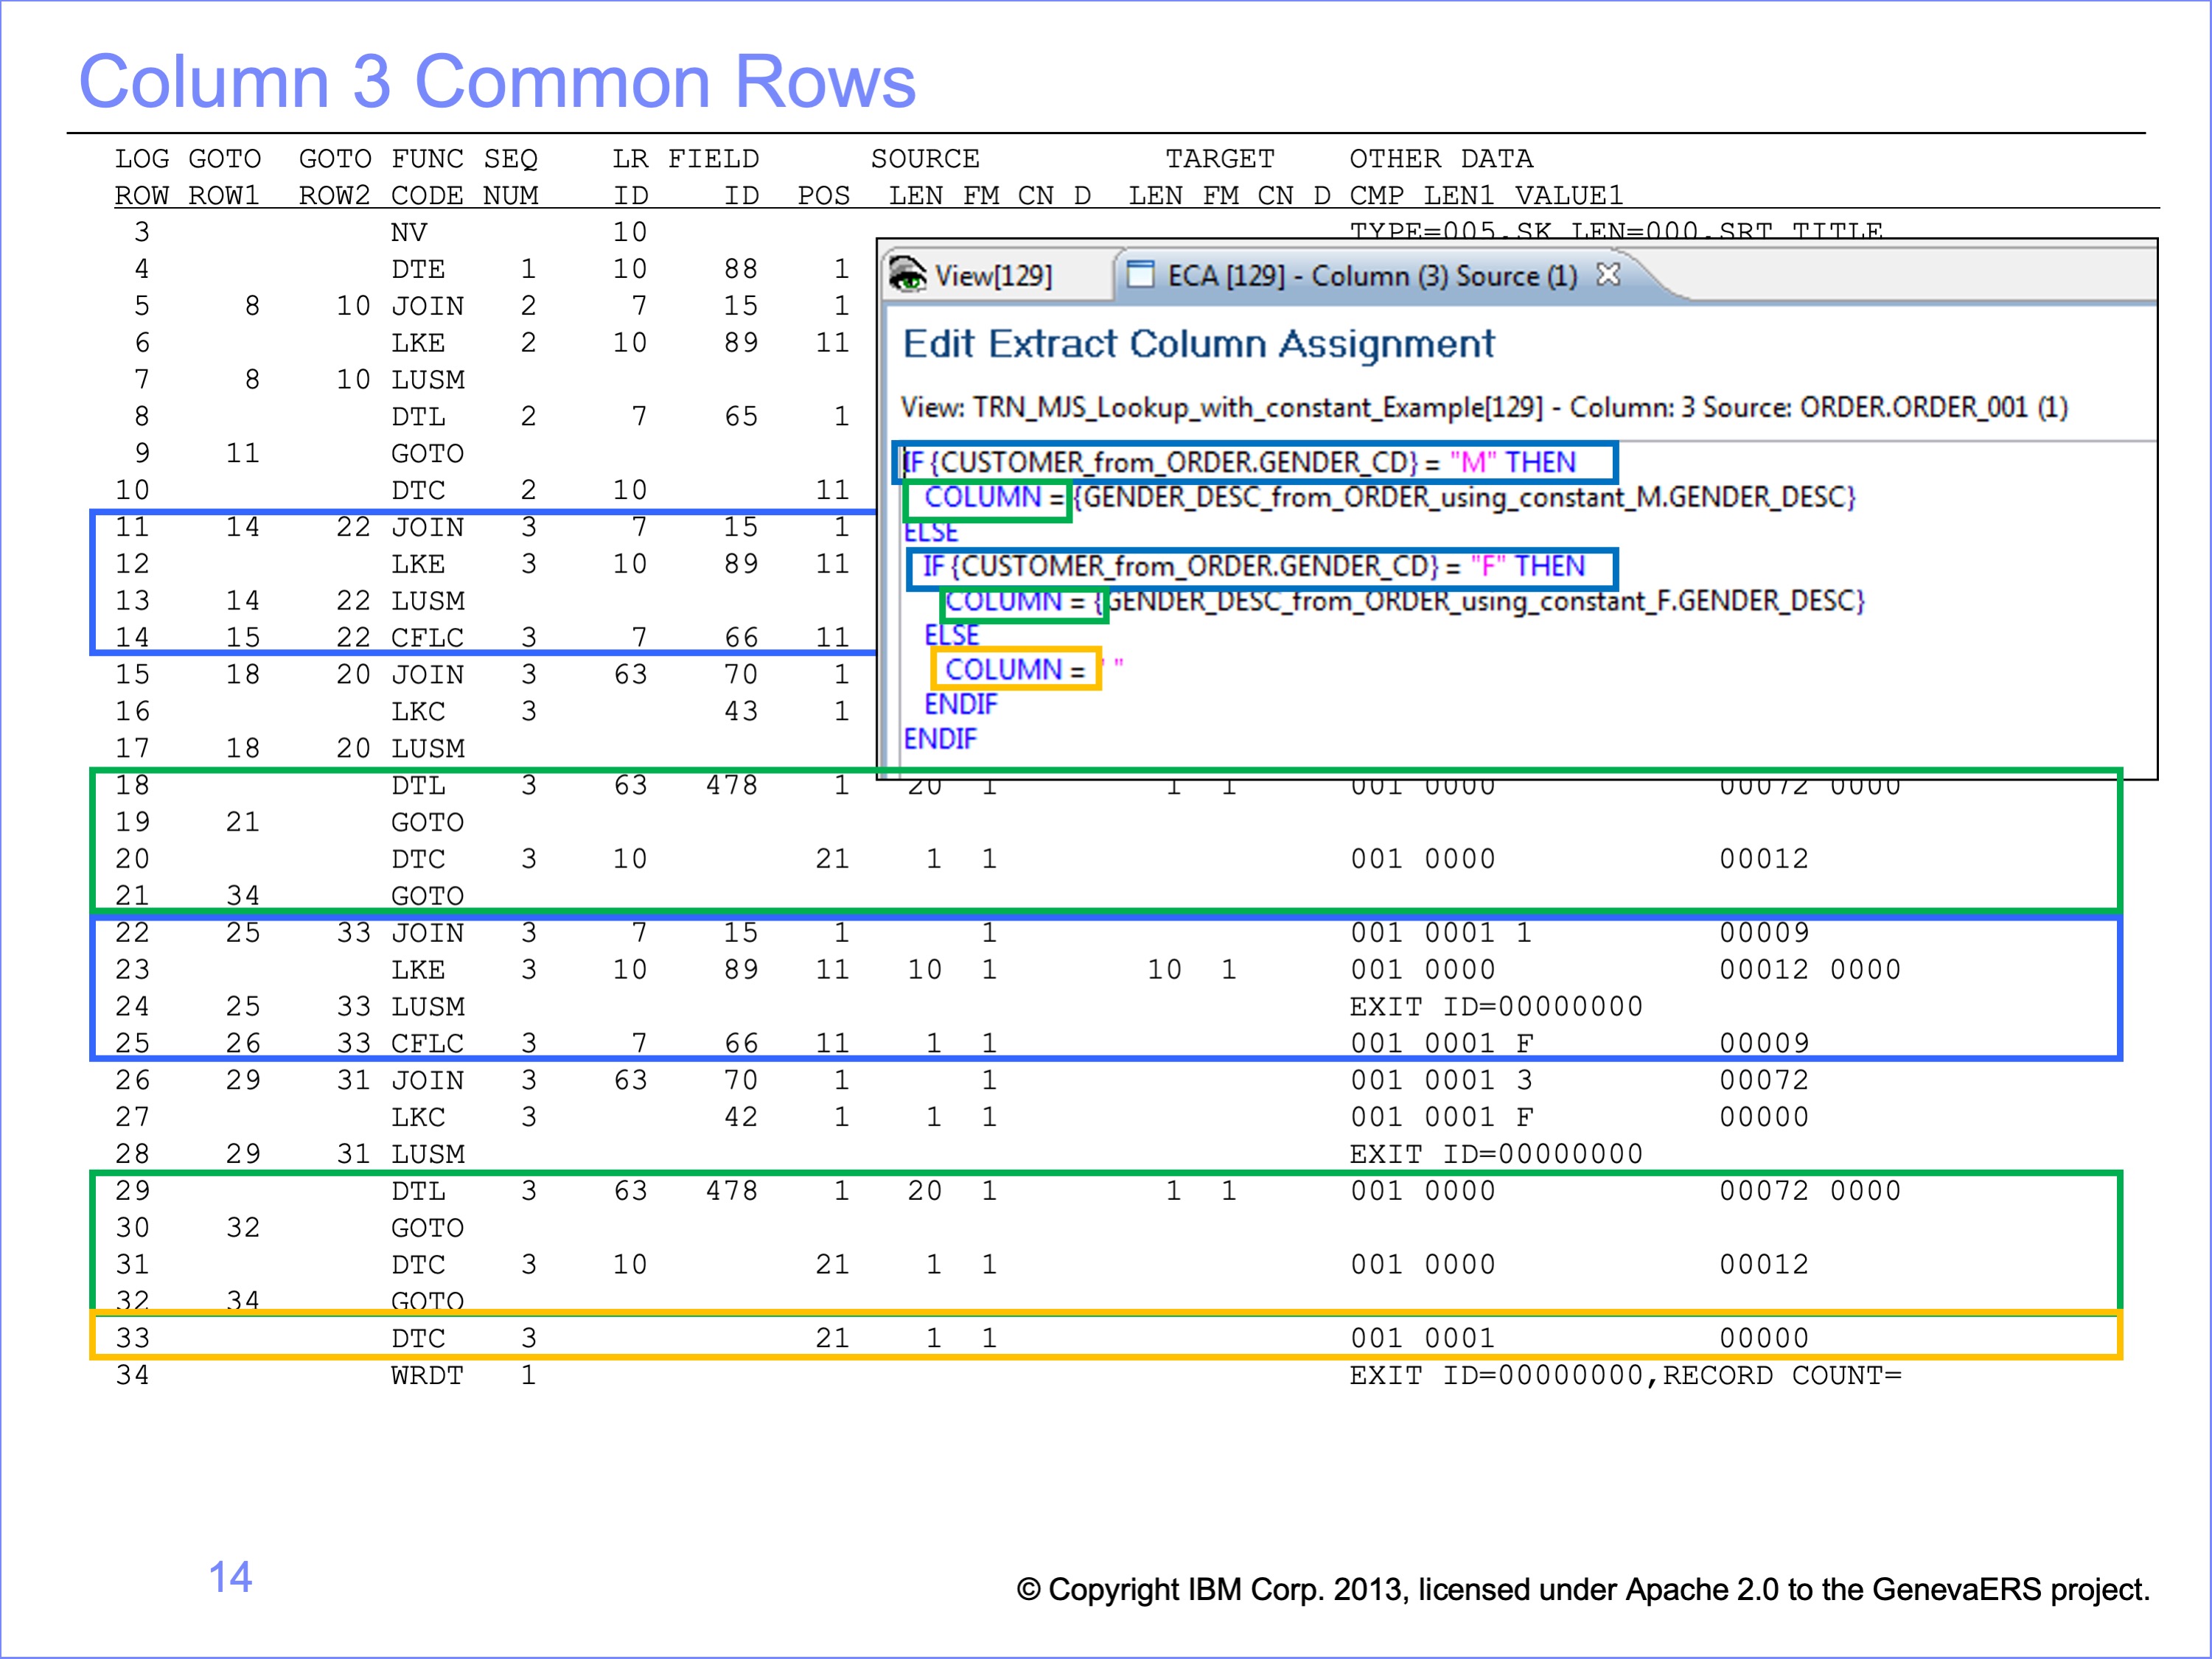 Column 3 Common Rows
LOG GOTO GOTO FUNC SEQ LR FIELD SOURCE TARGET OTHER DATA
ROW ROW1 ROW2 CODE NUM ID ID POS LEN FM CN D LEN FM CN D CMP LEN1 VALUE1
3 NV 10 TYPE=005,SK LEN=000,SRT TITLE
4 DTE 1 10 88 1
5 8 10 JOIN 2 7 15 1
6 LKE 2 10 89 11
7 8 10 LUSM
8 DTL 2 7 65 1
9 11 GOTO
10 DTC 2 10 11
11 14 22 JOIN 3 7 15 1
12 LKE 3 10 89 11
13 14 22 LUSM
14 15 22 CFLC 3 7 66 11
15 18 20 JOIN 3 63 70 1
16 LKC 3 43 1
17 18 20 LUSM
View[129] ECA [129] - Column (3) Source (1)
Edit Extract Column Assignment
View: TRN_MJS_Lookup_with_constant_Example[129] - Column: 3 Source: ORDER.ORDER_001 (1)
IF {CUSTOMER_from_ORDER.GENDER_CD} = "M" THEN
COLUMN = {GENDER_DESC_from_ORDER_using_constant_M.GENDER_DESC}
ELSE
IF {CUSTOMER_from_ORDER.GENDER_CD} = "F" THEN
COLUMN = {GENDER_DESC_from_ORDER_using_constant_F.GENDER_DESC}
ELSE
COLUMN = " "
ENDIF
ENDIF
18 DTL 3 63 478 1 20 1 1 1 001 0000 00072 0000
19 21 GOTO
20 DTC 3 10 21 1 1 001 0000 00012
21 34 GOTO
22 25 33 JOIN 3 7 15 1 1 001 0001 1 00009
23 LKE 3 10 89 11 10 1 10 1 001 0000 00012 0000
24 25 33 LUSM EXIT ID=00000000
25 26 33 CFLC 3 7 66 11 1 1 001 0001 F 00009
26 29 31 JOIN 3 63 70 1 1 001 0001 3 00072
27 LKC 3 42 1 1 1 001 0001 F 00000
28 29 31 LUSM EXIT ID=00000000
29 DTL 3 63 478 1 20 1 1 1 001 0000 00072 0000
30 32 GOTO
31 DTC 3 10 21 1 1 001 0000 00012
32 34 GOTO
33 DTC 3 21 1 1 001 0001 00000
34 WRDT 1 EXIT ID=00000000,RECORD COUNT=
14
© Copyright IBM Corp. 2013, licensed under Apache 2.0 to the GenevaERS project.